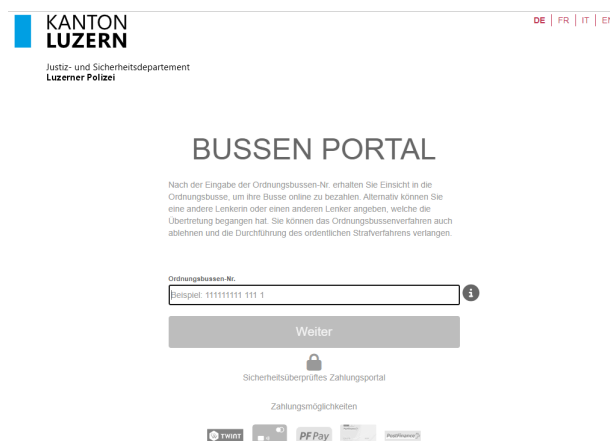 KANTON
LUZERN
DE | FR | IT | EN
Justiz- und Sicherheitsdepartement
Luzerner Polizei
BUSSEN PORTAL
Nach der Eingabe der Ordnungsbussen-Nr. erhalten Sie Einsicht in die
Ordnungsbusse, um ihre Busse online zu bezahlen. Alternativ können Sie
eine andere Lenkerin oder einen anderen Lenker angeben, welche die
Übertretung begangen hat. Sie können das Ordnungsbussenverfahren auch
ablehnen und die Durchführung des ordentlichen Strafverfahrens verlangen.
Ordnungsbussen-Nr.
Beispiel: 111111111 111 1
Weiter
Sicherheitsüberprüftes Zahlungsportal
Zahlungsmöglichkeiten
TWINT
PF Pay
PostFinance